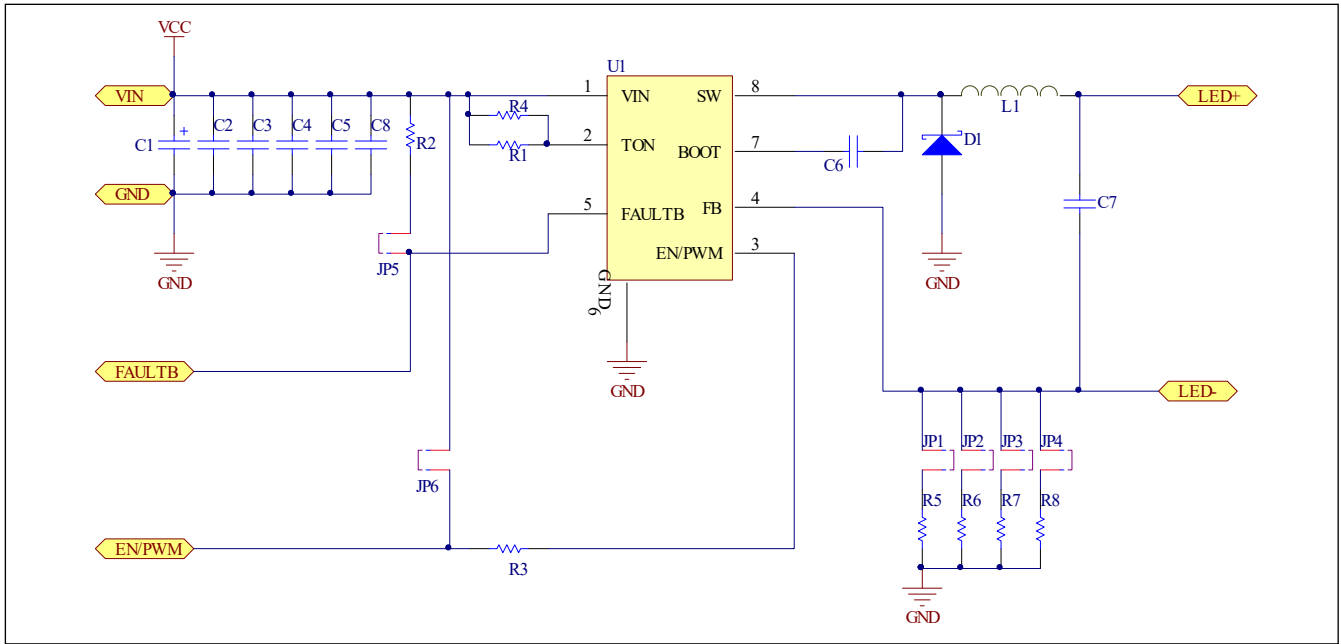 VCC
U1
VIN
1
VIN
SW
8
R4
L1
LED+
C1
+
C2
C3
C4
C5
C8
R2
2
TON
R1
BOOT
7
C6
D1
GND
5
FAULTB
FB
4
C7
EN/PWM
3
JP5
GND
GND
6
GND
FAULTB
GND
LED-
JP1
JP2
JP3
JP4
JP6
R5
R6
R7
R8
EN/PWM
R3
GND